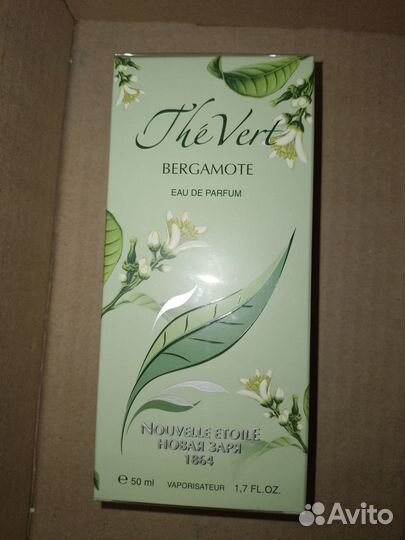 Thé Vert
BERGAMOTE
EAU DE PARFUM
NOUVELLE ETOILE
НОВАЯ ЗАРЯ
1864
℮ 50 ml VAPORISATEUR 1,7 FL.OZ.
Avito